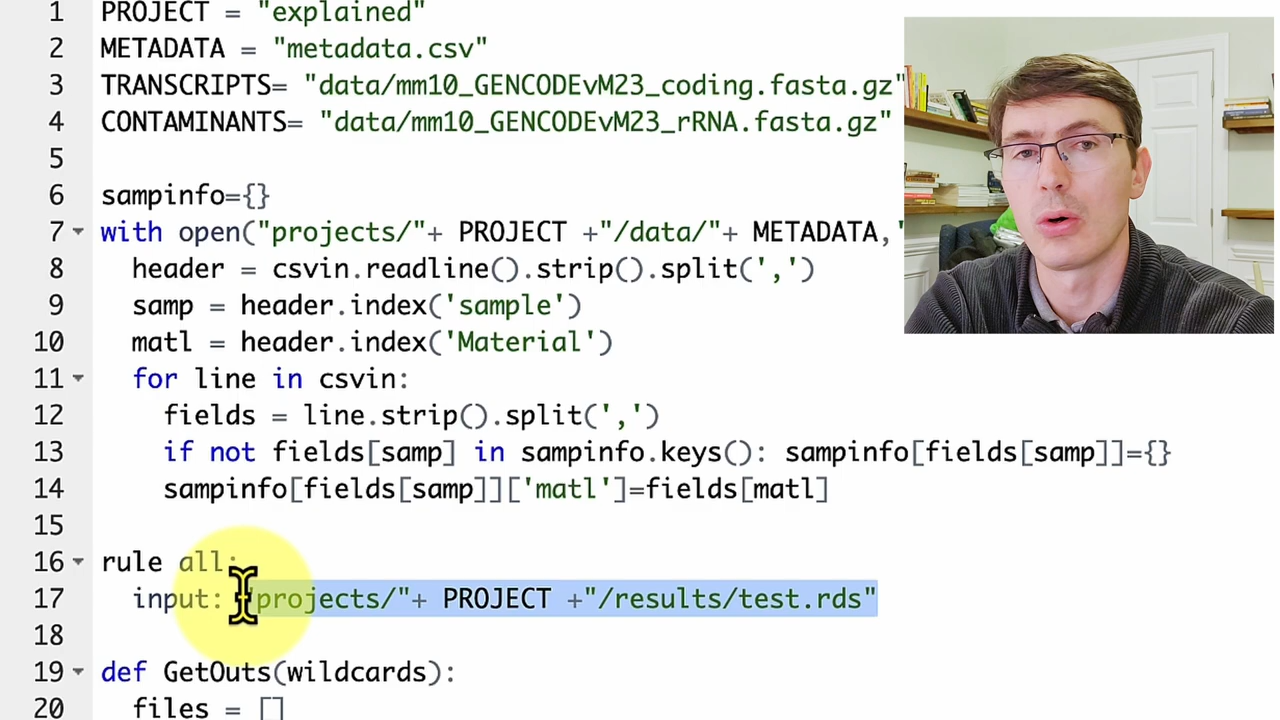 1 PROJECT = "explained"
2 METADATA = "metadata.csv"
3 TRANSCRIPTS= "data/mm10_GENCODEvM23_coding.fasta.gz"
4 CONTAMINANTS= "data/mm10_GENCODEvM23_rRNA.fasta.gz"
5
6 sampinfo={}
7 with open("projects/"+ PROJECT +"/data/"+ METADATA,'
8 header = csvin.readline().strip().split(',')
9 samp = header.index('sample')
10 matl = header.index('Material')
11 for line in csvin:
12 fields = line.strip().split(',')
13 if not fields[samp] in sampinfo.keys(): sampinfo[fields[samp]]={}
14 sampinfo[fields[samp]]['matl']=fields[matl]
15
16 rule all:
17 input: "projects/"+ PROJECT +"/results/test.rds"
18
19 def GetOuts(wildcards):
20 files = []